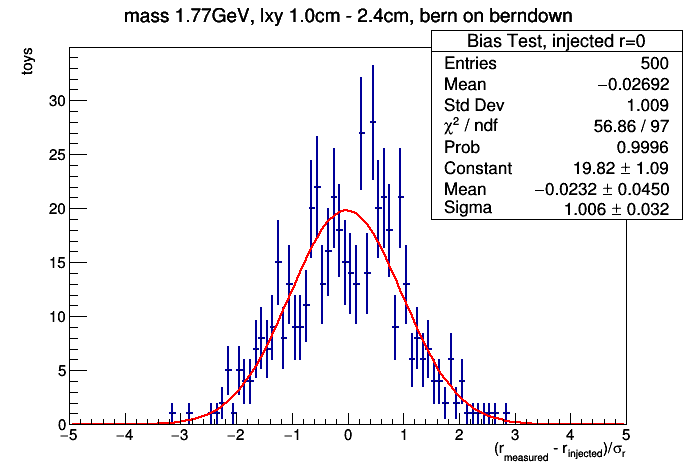 mass 1.77GeV, lxy 1.0cm - 2.4cm, bern on berndown
Bias Test, injected r=0
Entries 500
Mean −0.02692
Std Dev 1.009
χ² / ndf 56.86 / 97
Prob 0.9996
Constant 19.82 ± 1.09
Mean −0.0232 ± 0.0450
Sigma 1.006 ± 0.032
toys
30
25
20
15
10
5
0
−5 −4 −3 −2 −1 0 1 2 3 4 5
(r_measured - r_injected)/σ_r